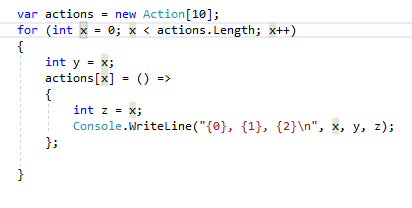 var actions = new Action[10];
for (int x = 0; x < actions.Length; x++)
{
    int y = x;
    actions[x] = () =>
    {
        int z = x;
        Console.WriteLine("{0}, {1}, {2}\n", x, y, z);
    };
}